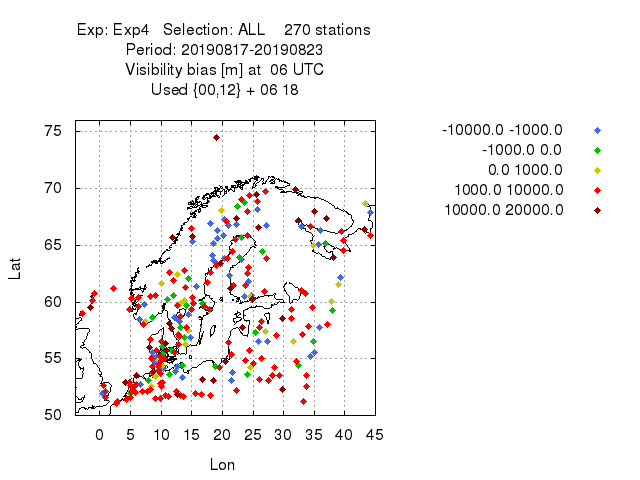 Exp: Exp4 Selection: ALL 270 stations
Period: 20190817-20190823
Visibility bias [m] at 06 UTC
Used {00,12} + 06 18
-10000.0 -1000.0
-1000.0 0.0
0.0 1000.0
1000.0 10000.0
10000.0 20000.0
75
70
65
60
55
50
Lat
0 5 10 15 20 25 30 35 40 45
Lon